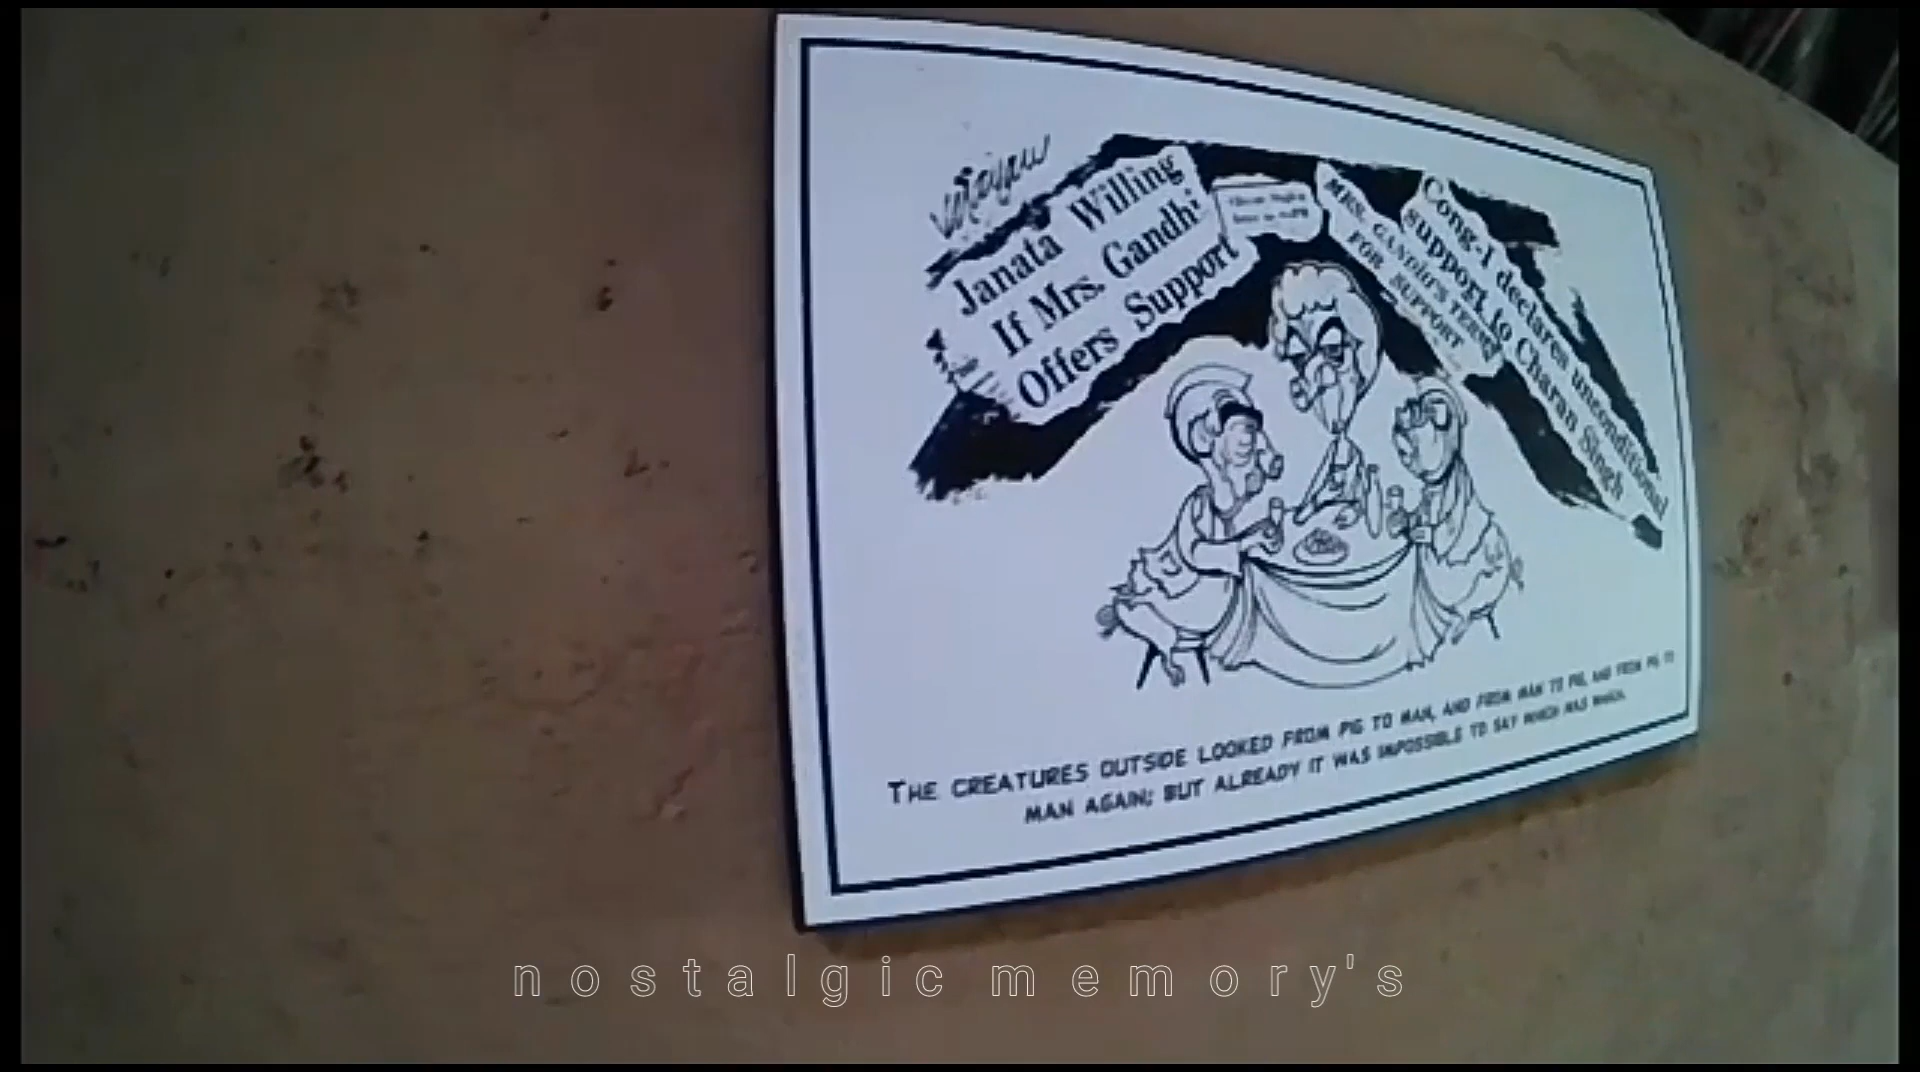 Janata Willing
If Mrs. Gandhi
Offers Support
MRS. GANDHI'S TERMS
FOR SUPPORT
Cong-I declares unconditional
support to Charan Singh
THE CREATURES OUTSIDE LOOKED FROM PIG TO MAN, AND FROM MAN TO PIG, AND FROM PIG TO
MAN AGAIN; BUT ALREADY IT WAS IMPOSSIBLE TO SAY WHICH WAS WHICH.
nostalgic memory's